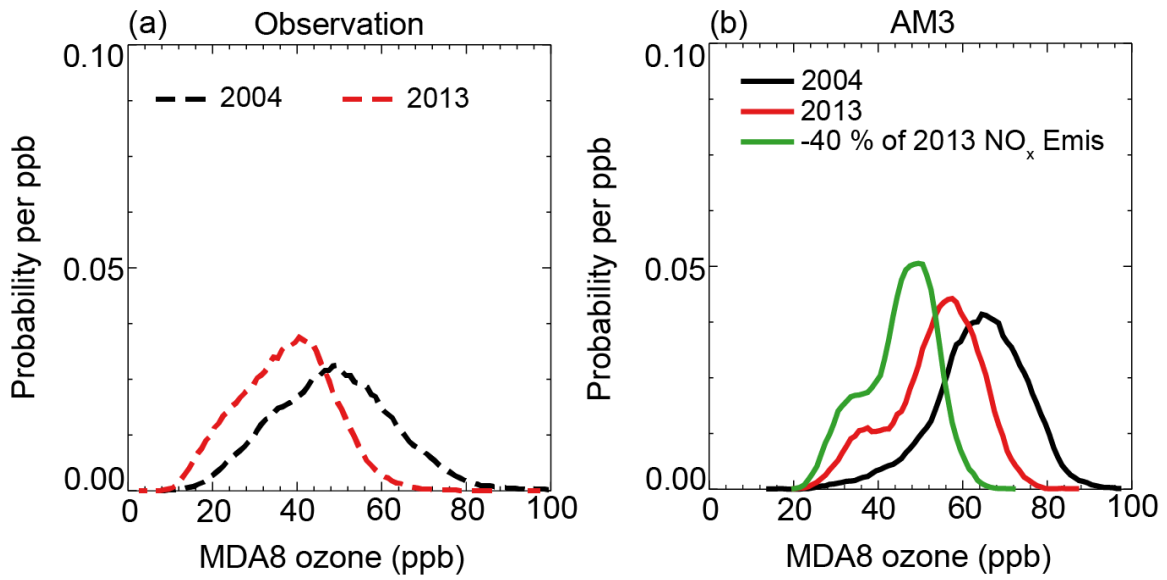 (a) Observation
0.10
2004 2013
Probability per ppb
0.05
0.00
0 20 40 60 80 100
MDA8 ozone (ppb)
(b) AM3
0.10
2004
2013
-40 % of 2013 NOx Emis
Probability per ppb
0.05
0.00
0 20 40 60 80 100
MDA8 ozone (ppb)